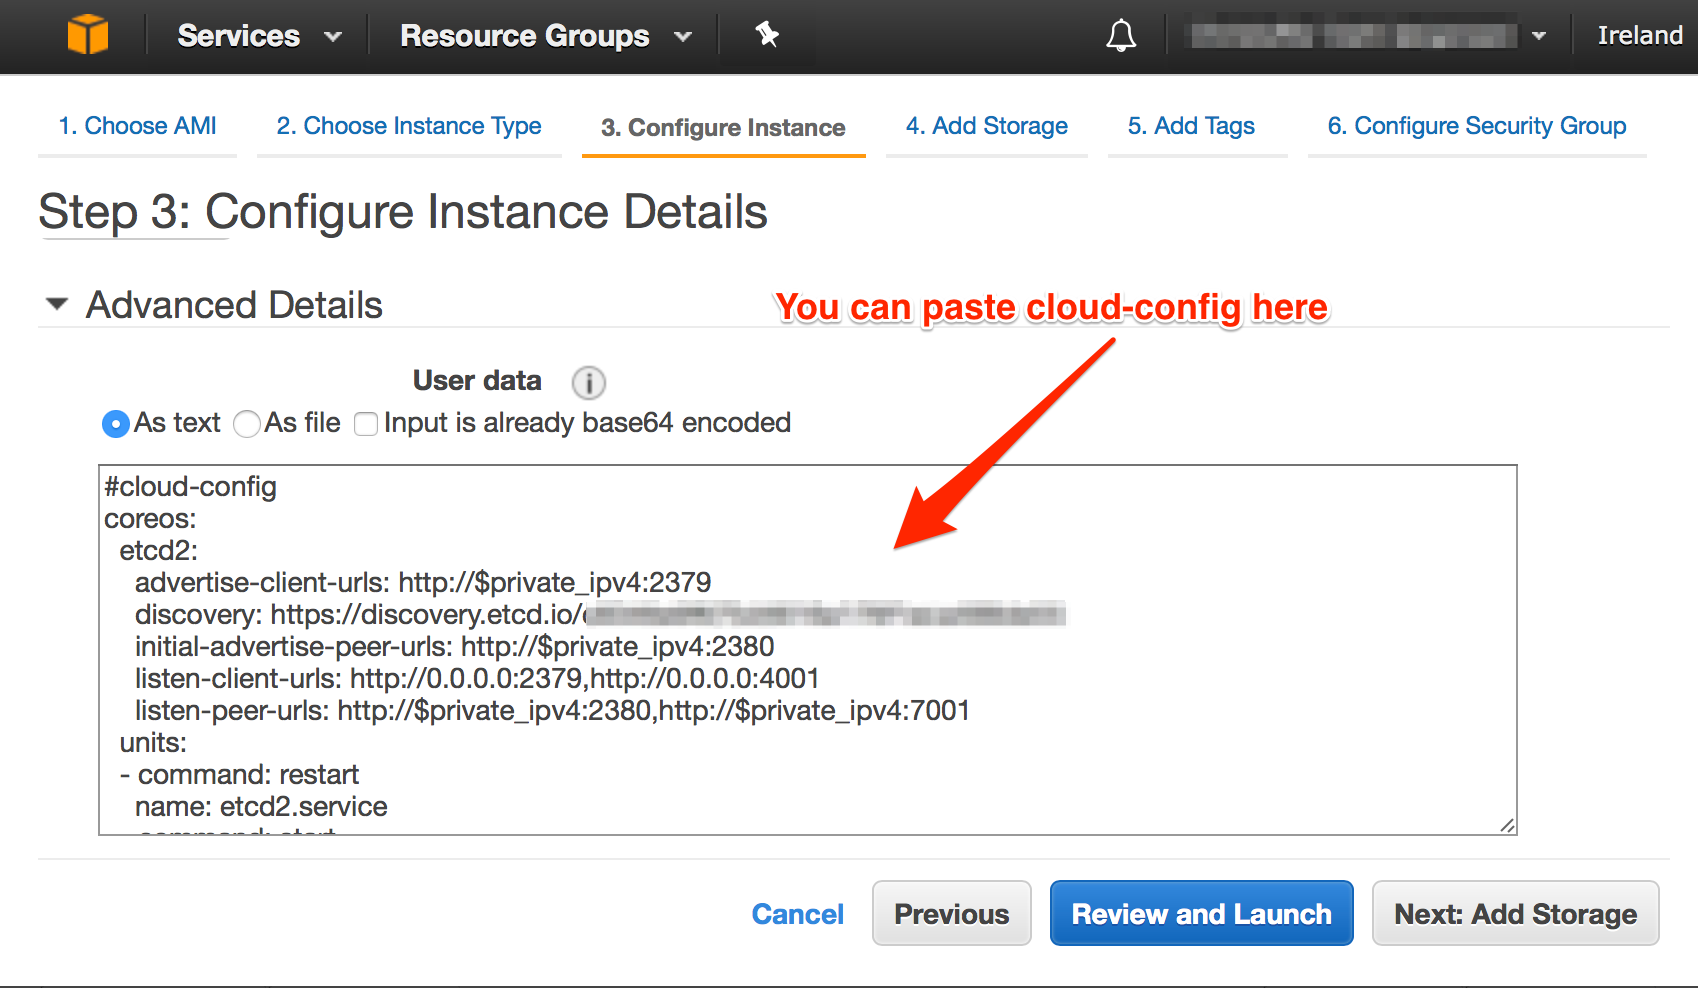 Services Resource Groups Ireland
1. Choose AMI 2. Choose Instance Type 3. Configure Instance 4. Add Storage 5. Add Tags 6. Configure Security Group
Step 3: Configure Instance Details
Advanced Details
You can paste cloud-config here
User data i
As text As file Input is already base64 encoded
#cloud-config
coreos:
etcd2:
advertise-client-urls: http://$private_ipv4:2379
discovery: https://discovery.etcd.io/
initial-advertise-peer-urls: http://$private_ipv4:2380
listen-client-urls: http://0.0.0.0:2379,http://0.0.0.0:4001
listen-peer-urls: http://$private_ipv4:2380,http://$private_ipv4:7001
units:
- command: restart
name: etcd2.service
command: start
Cancel Previous Review and Launch Next: Add Storage